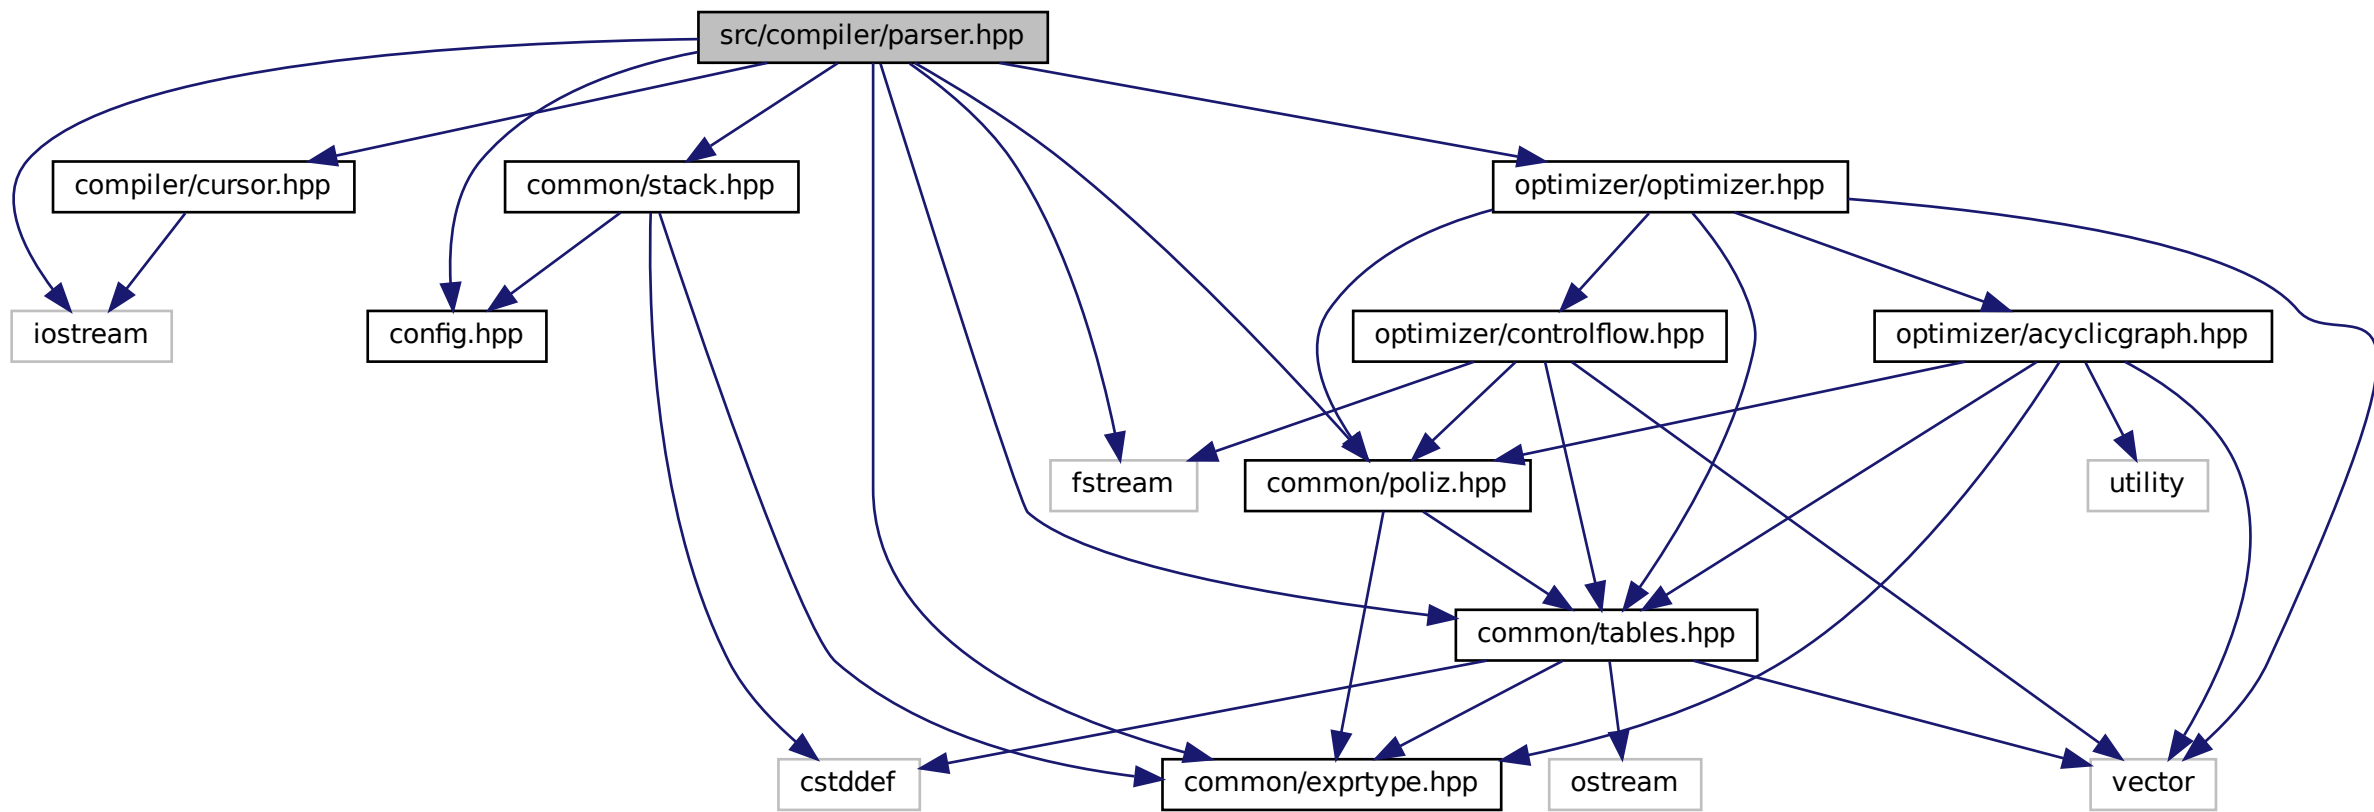 src/compiler/parser.hpp
compiler/cursor.hpp
common/stack.hpp
optimizer/optimizer.hpp
iostream
config.hpp
optimizer/controlflow.hpp
optimizer/acyclicgraph.hpp
fstream
common/poliz.hpp
utility
common/tables.hpp
cstddef
common/exprtype.hpp
ostream
vector